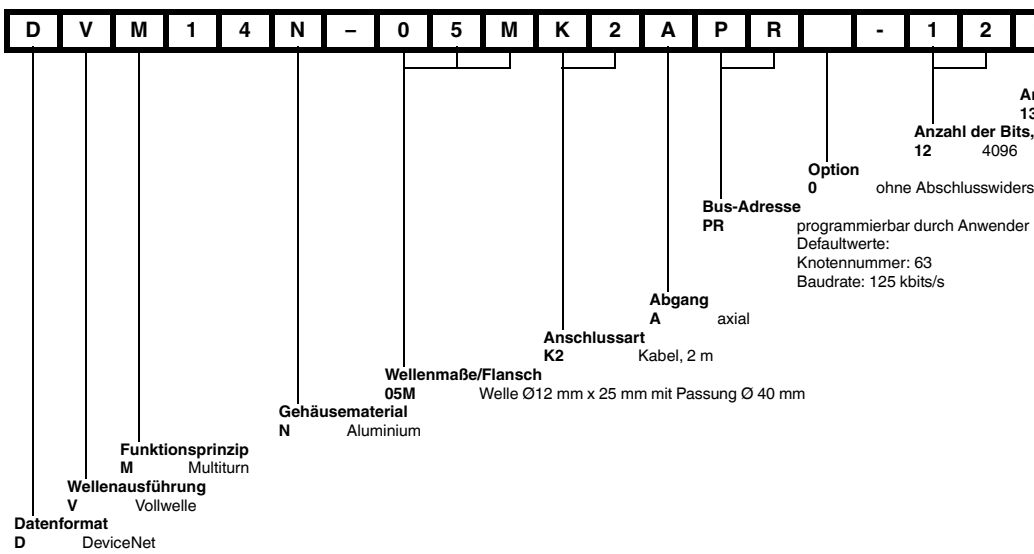 D V M 1 4 N – 0 5 M K 2 A P R - 1 2
13
Anzahl der Bits,
12 4096
Option
0 ohne
Bus-Adresse
PR programmierbar durch Anwender
Defaultwerte:
Knotennummer: 63
Baudrate: 125 kbits/s
Abgang
A axial
Anschlussart
K2 Kabel, 2 m
Wellenmaße/Flansch
05M Welle Ø12 mm x 25 mm mit Passung Ø 40 mm
Gehäusematerial
N Aluminium
Funktionsprinzip
M Multiturn
Wellenausführung
V Vollwelle
Datenformat
D DeviceNet